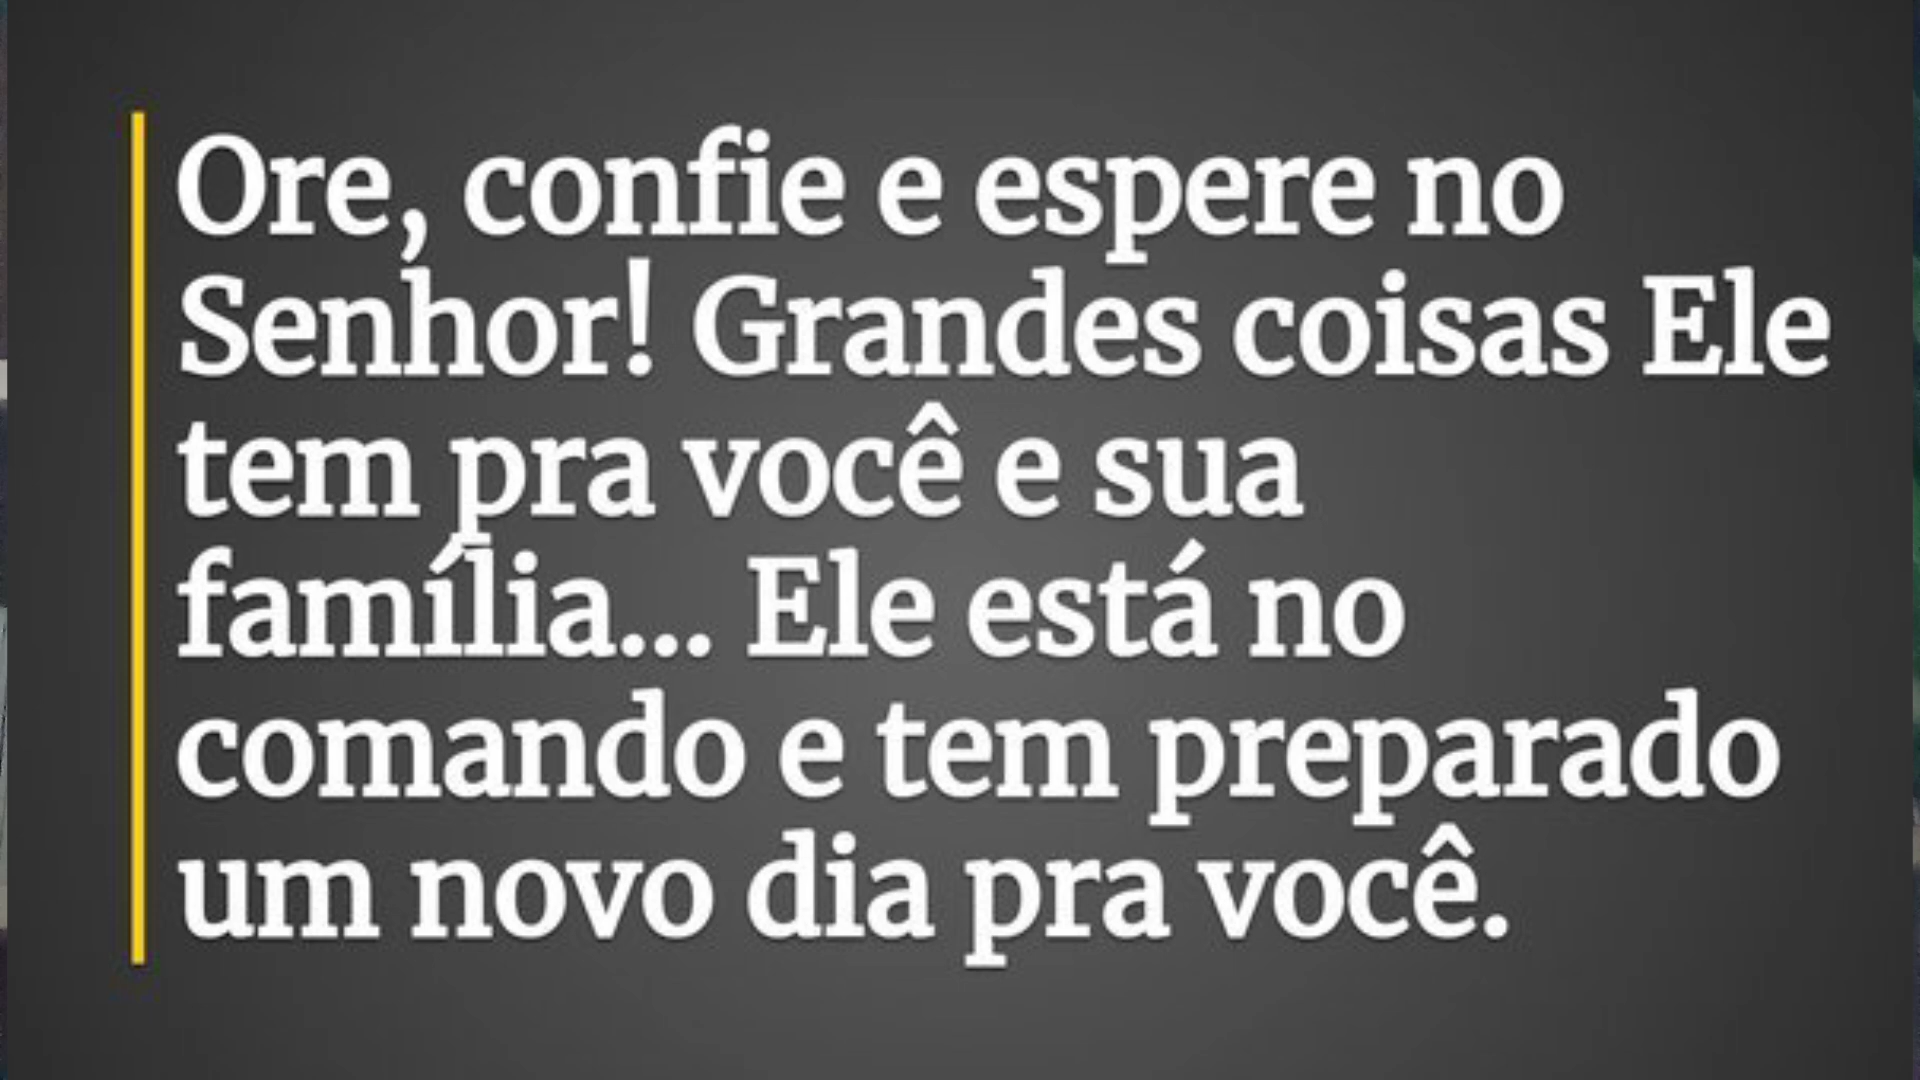 Ore, confie e espere no
Senhor! Grandes coisas Ele
tem pra você e sua
família... Ele está no
comando e tem preparado
um novo dia pra você.